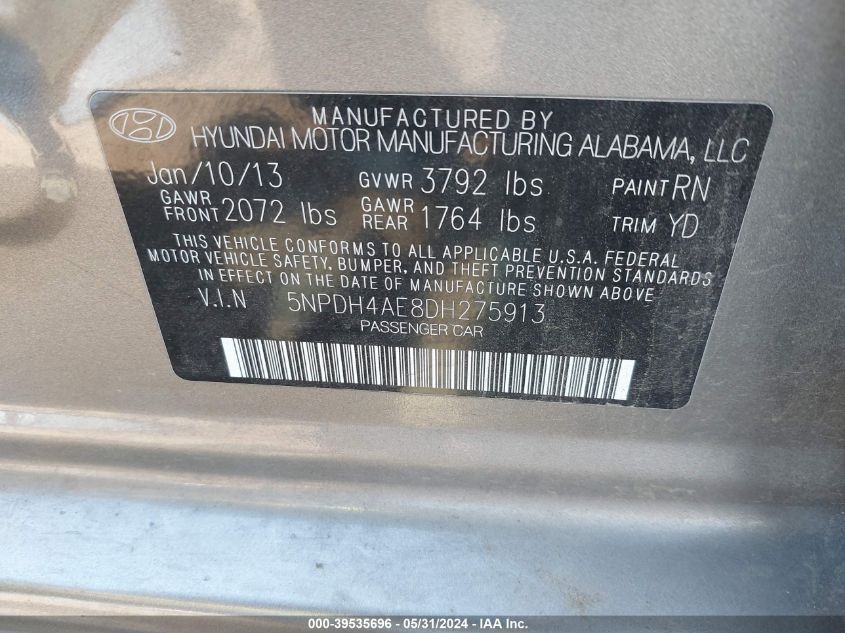 MANUFACTURED BY
HYUNDAI MOTOR MANUFACTURING ALABAMA, LLC
Jan/10/13 GVWR 3792 lbs PAINT RN
GAWR FRONT 2072 lbs GAWR REAR 1764 lbs TRIM YD
THIS VEHICLE CONFORMS TO ALL APPLICABLE U.S.A. FEDERAL
MOTOR VEHICLE SAFETY, BUMPER, AND THEFT PREVENTION STANDARDS
IN EFFECT ON THE DATE OF MANUFACTURE SHOWN ABOVE
V.I.N 5NPDH4AE8DH275913
PASSENGER CAR
000-39535696 - 05/31/2024 - IAA Inc.